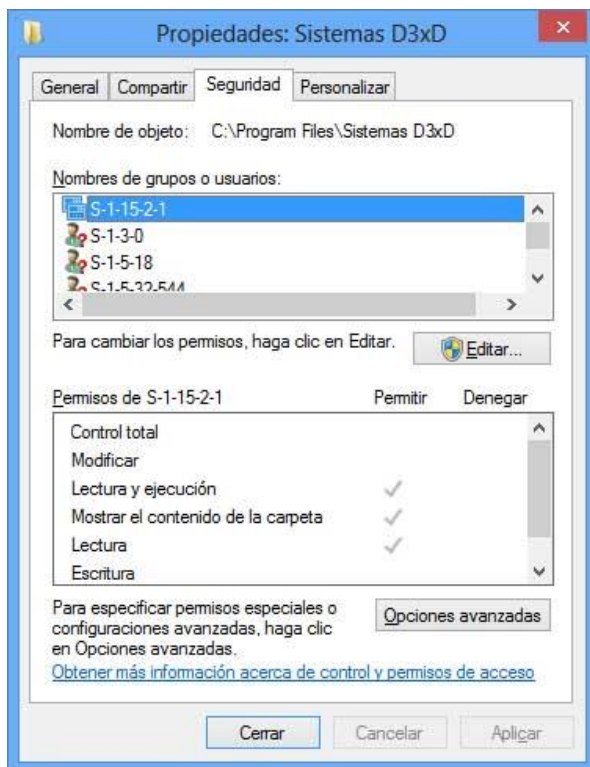 Propiedades: Sistemas D3xD
General Compartir Seguridad Personalizar
Nombre de objeto: C:\Program Files\Sistemas D3xD
Nombres de grupos o usuarios:
S-1-15-2-1
S-1-3-0
S-1-5-18
S-1-5-32-544
Para cambiar los permisos, haga clic en Editar. Editar...
Permisos de S-1-15-2-1 Permitir Denegar
Control total
Modificar
Lectura y ejecución
Mostrar el contenido de la carpeta
Lectura
Escritura
Para especificar permisos especiales o
configuraciones avanzadas, haga clic
en Opciones avanzadas.
Opciones avanzadas
Obtener más información acerca de control y permisos de acceso
Cerrar Cancelar Aplicar